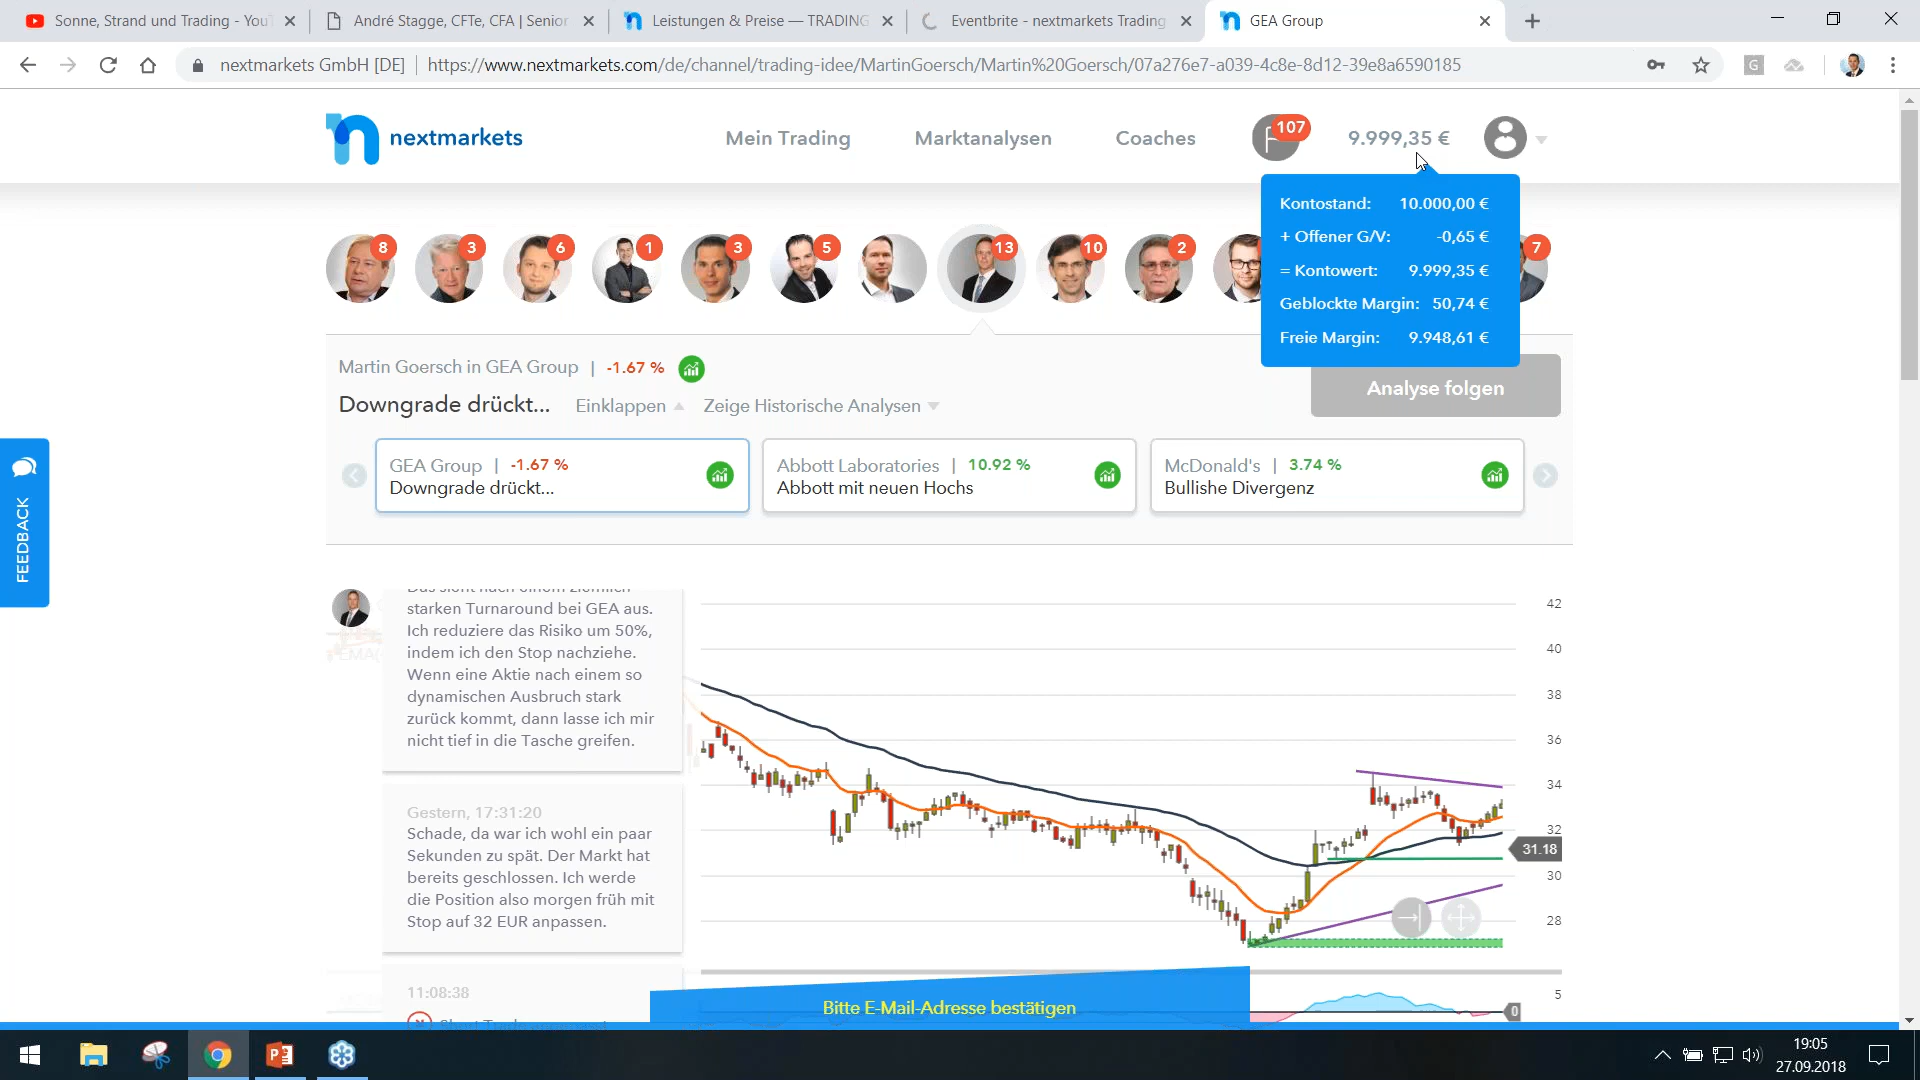 Sonne, Strand und Trading - You
André Stagge, CFTe, CFA | Senior
Leistungen & Preise — TRADING
Eventbrite - nextmarkets Trading
GEA Group
nextmarkets GmbH [DE]
https://www.nextmarkets.com/de/channel/trading-idee/MartinGoersch/Martin%20Goersch/07a276e7-a039-4c8e-8d12-39e8a6590185
nextmarkets
Mein Trading
Marktanalysen
Coaches
107
9.999,35 €
Kontostand: 10.000,00 €
+ Offener G/V: -0,65 €
= Kontowert: 9.999,35 €
Geblockte Margin: 50,74 €
Freie Margin: 9.948,61 €
8
3
6
1
3
5
13
10
2
7
Martin Goersch in GEA Group | -1.67 %
Downgrade drückt... Einklappen Zeige Historische Analysen
Analyse folgen
GEA Group | -1.67 %
Downgrade drückt...
Abbott Laboratories | 10.92 %
Abbott mit neuen Hochs
McDonald's | 3.74 %
Bullishe Divergenz
FEEDBACK
starken Turnaround bei GEA aus.
Ich reduziere das Risiko um 50%,
indem ich den Stop nachziehe.
Wenn eine Aktie nach einem so
dynamischen Ausbruch stark
zurück kommt, dann lasse ich mir
nicht tief in die Tasche greifen.
Gestern, 17:31:20
Schade, da war ich wohl ein paar
Sekunden zu spät. Der Markt hat
bereits geschlossen. Ich werde
die Position also morgen früh mit
Stop auf 32 EUR anpassen.
11:08:38
42
40
38
36
34
32
31.18
30
28
5
0
Bitte E-Mail-Adresse bestätigen
19:05
27.09.2018